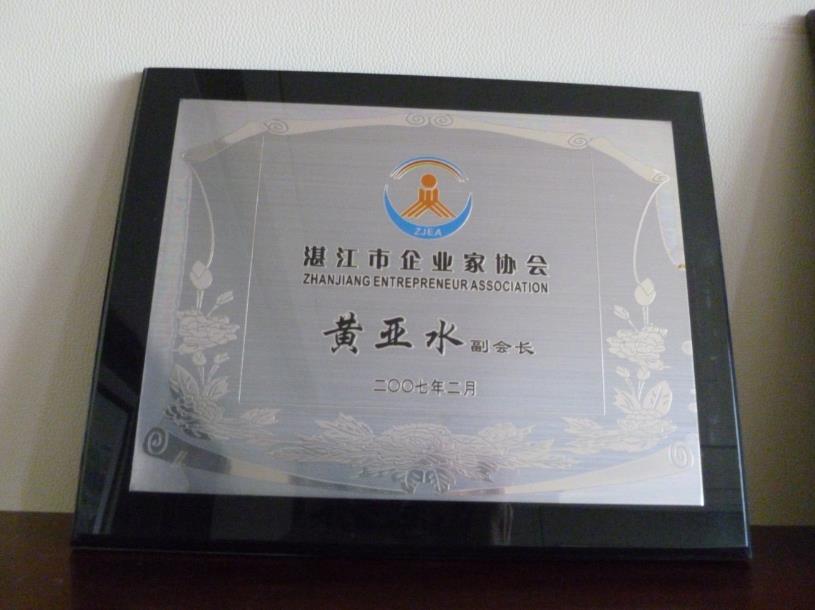 ZJEA
湛江市企业家协会
ZHANJIANG ENTREPRENEUR ASSOCIATION
黄亚水 副会长
二〇〇七年二月